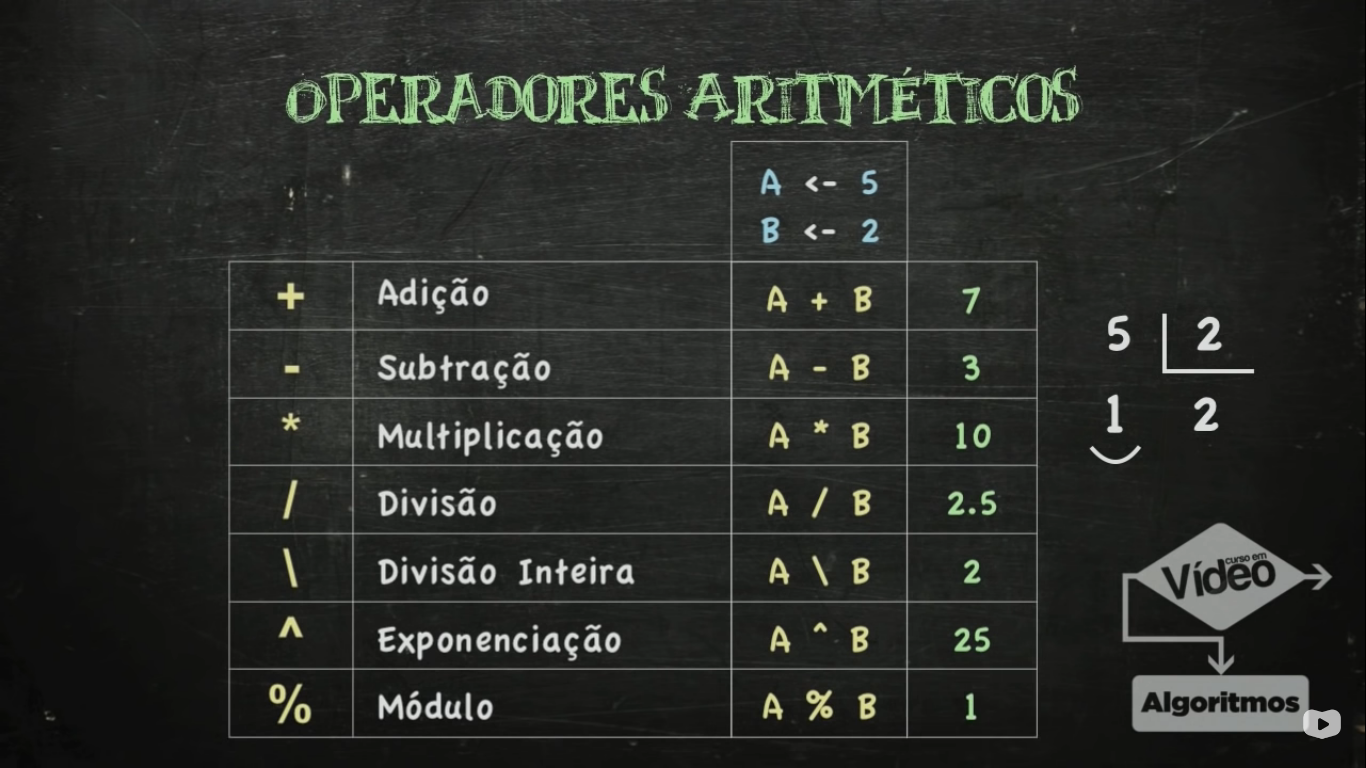 OPERADORES ARITMÉTICOS
A <- 5
B <- 2
+ Adição A + B 7
- Subtração A - B 3
* Multiplicação A * B 10
/ Divisão A / B 2.5
\ Divisão Inteira A \ B 2
^ Exponenciação A ^ B 25
% Módulo A % B 1
5 2
1 2
curso em
Vídeo
Algoritmos